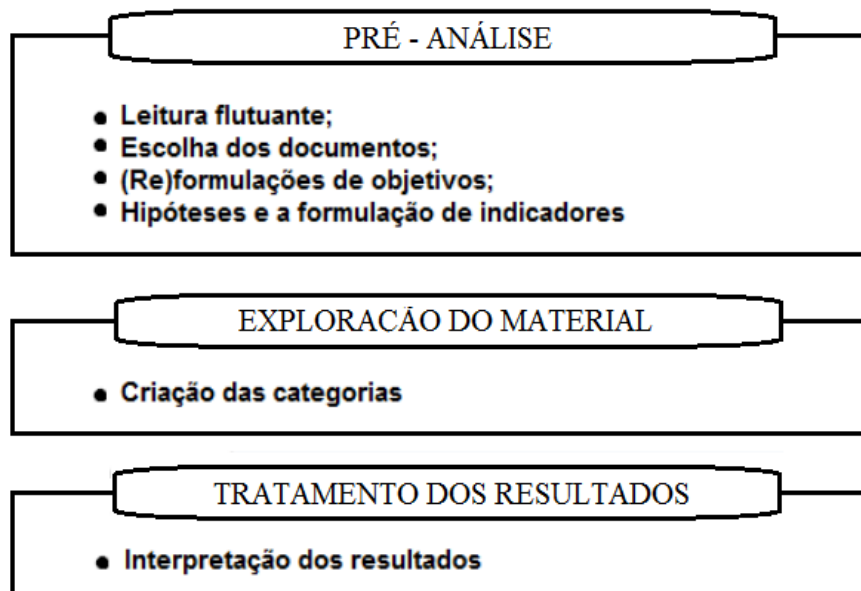 PRÉ - ANÁLISE
● Leitura flutuante;
● Escolha dos documentos;
● (Re)formulações de objetivos;
● Hipóteses e a formulação de indicadores
EXPLORACÃO DO MATERIAL
● Criação das categorias
TRATAMENTO DOS RESULTADOS
● Interpretação dos resultados